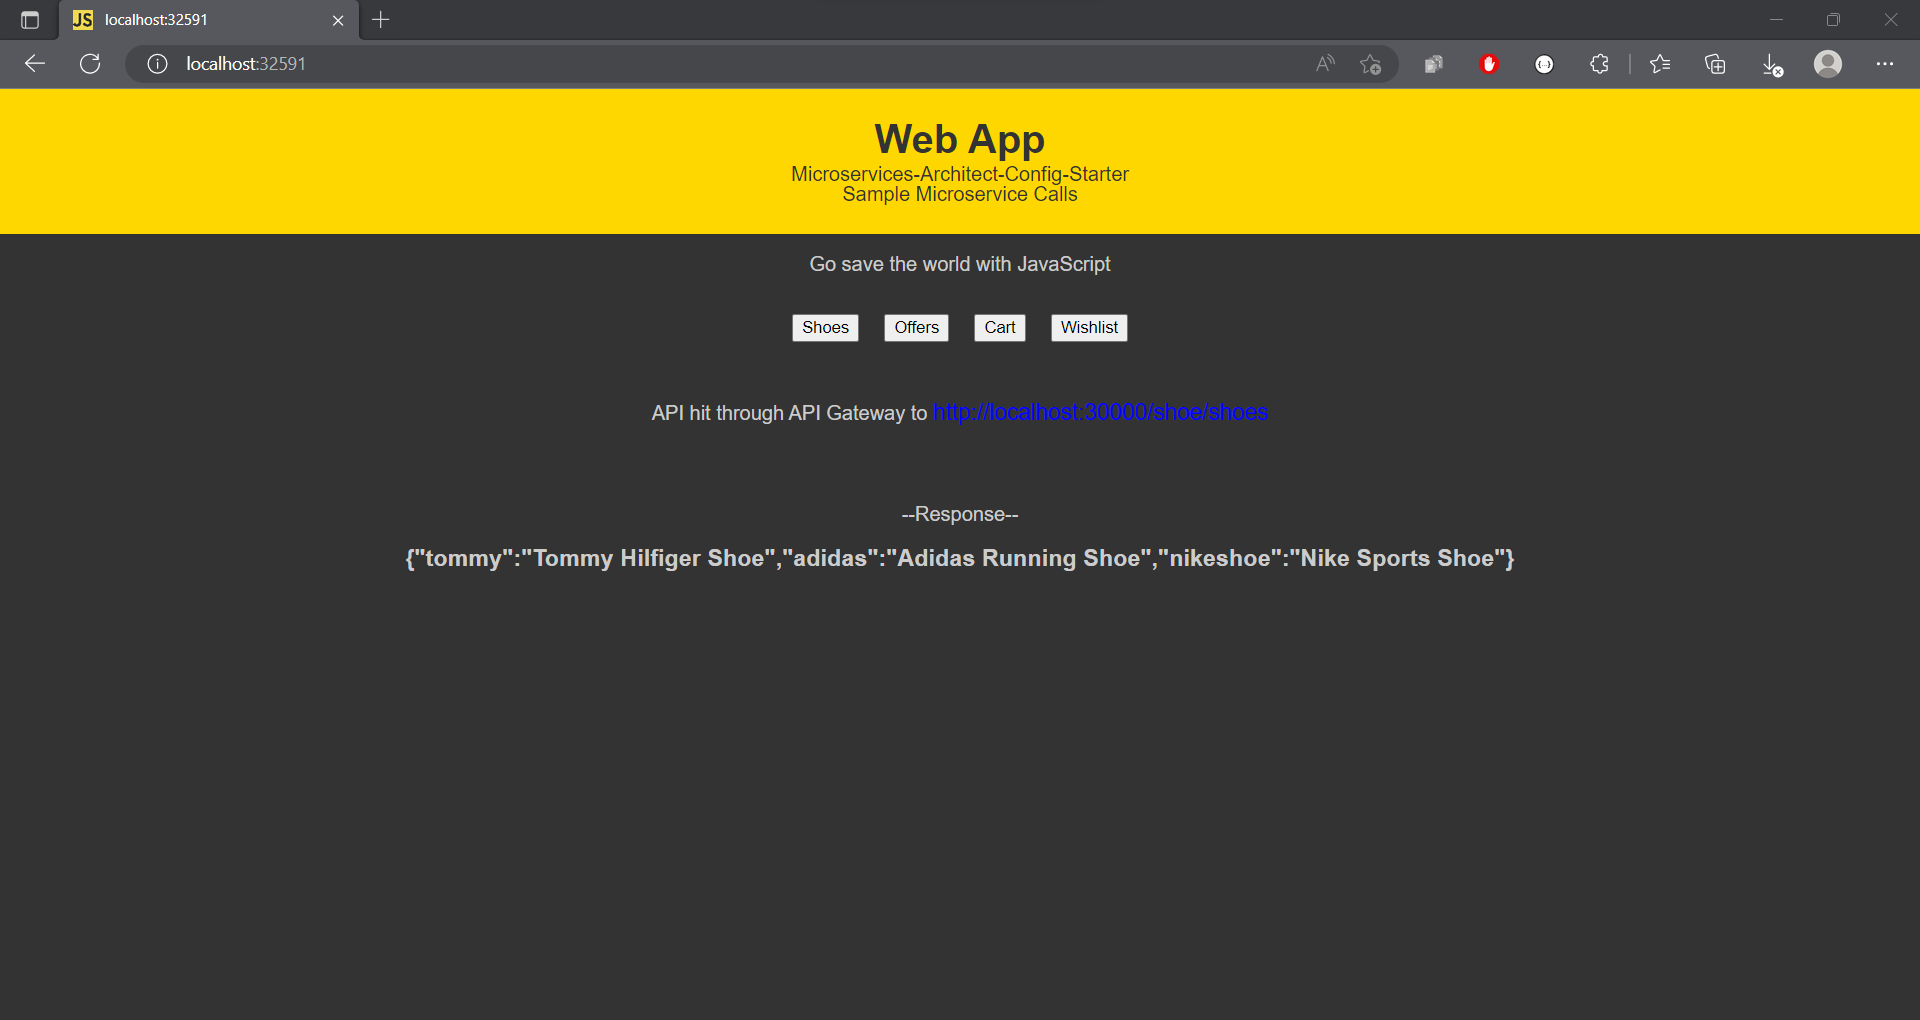 JS localhost:32591
localhost:32591
Web App
Microservices-Architect-Config-Starter
Sample Microservice Calls
Go save the world with JavaScript
Shoes Offers Cart Wishlist
API hit through API Gateway to http://localhost:30000/shoe/shoes
--Response--
{"tommy":"Tommy Hilfiger Shoe","adidas":"Adidas Running Shoe","nikeshoe":"Nike Sports Shoe"}